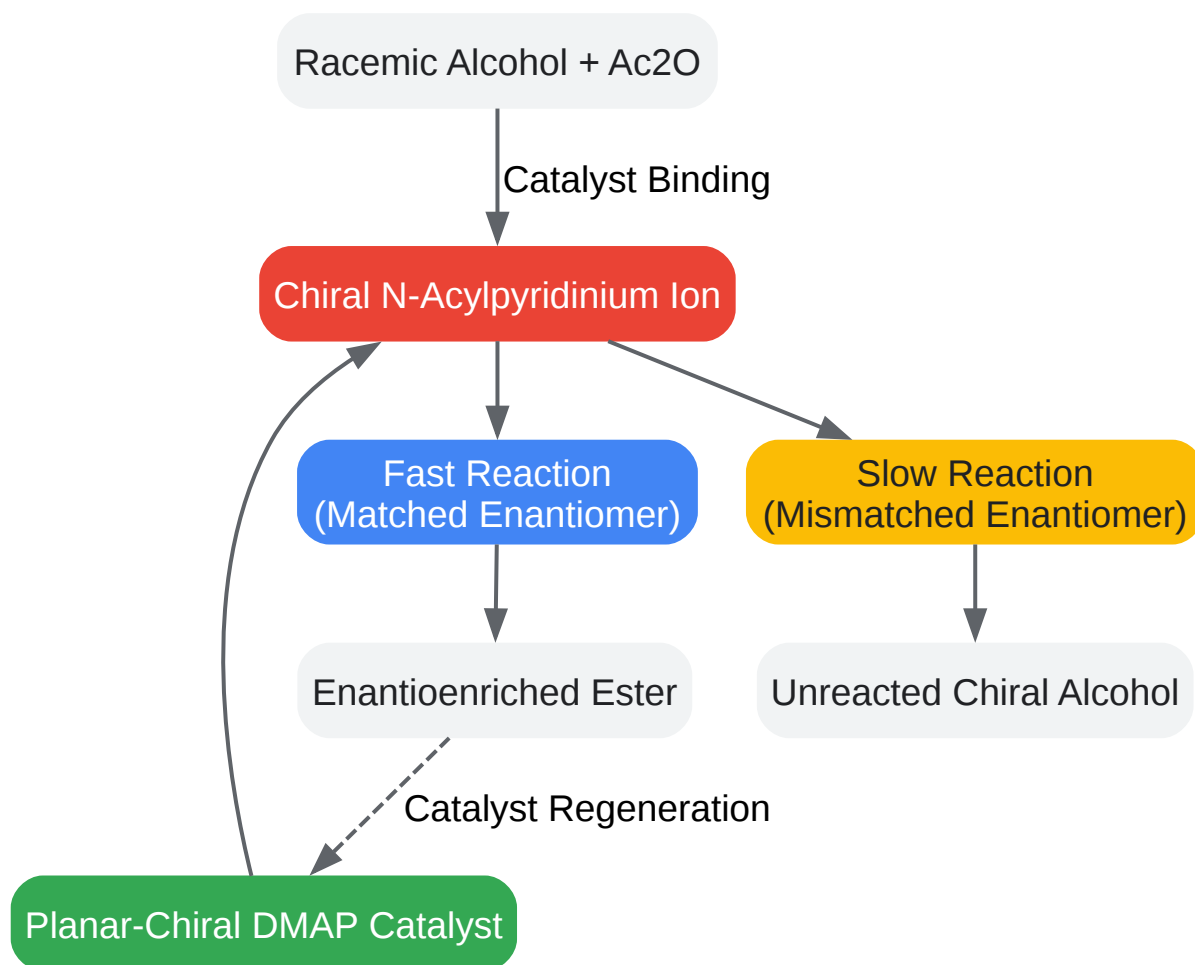 Racemic Alcohol + Ac2O
Catalyst Binding
Chiral N-Acylpyridinium Ion
Fast Reaction
(Matched Enantiomer)
Slow Reaction
(Mismatched Enantiomer)
Enantioenriched Ester
Unreacted Chiral Alcohol
Catalyst Regeneration
Planar-Chiral DMAP Catalyst